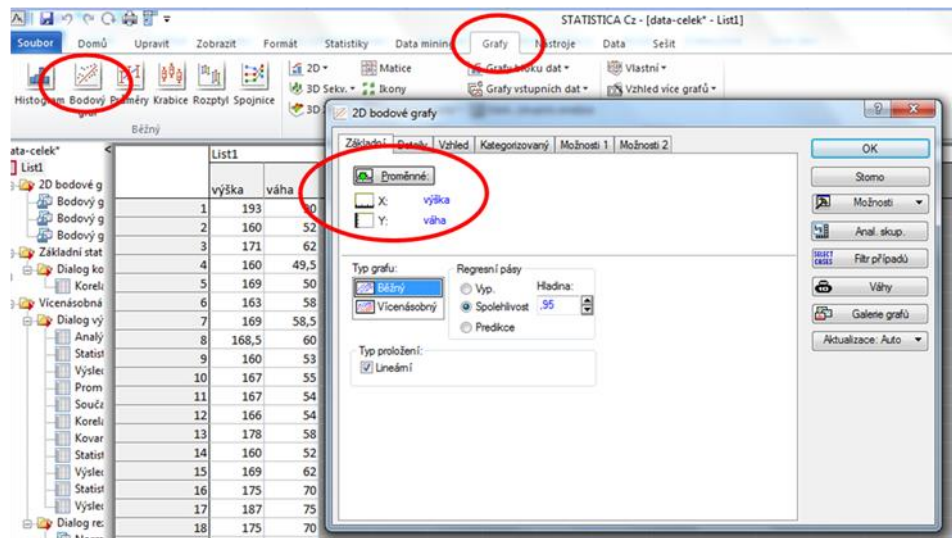 STATISTICA Cz - [data-celek* - List1]
Soubor Domů Upravit Zobrazit Formát Statistiky Data mining Grafy Nástroje Data Sešit
2D Matice Grafy bloku dat Vlastní
3D Sekv. Ikony Grafy vstupních dat Vzhled více grafů
Histogram Bodový graf Průměry Krabice Rozptyl Spojnice
Běžný
ata-celek*
List1
2D bodové g
Bodový g
Bodový g
Bodový g
Základní stat
Dialog ko
Korela
Vícenásobná
Dialog vý
Analý
Statist
Výsled
Prom
Souča
Korela
Kovar
Statist
Výsled
Statist
Výsled
Dialog re
List1
výška váha
1 193
2 160 52
3 171 62
4 160 49,5
5 169 50
6 163 58
7 169 58,5
8 168,5 60
9 160 53
10 167 55
11 167 54
12 166 54
13 178 58
14 160 52
15 169 62
16 175 70
17 187 75
18 175 70
2D bodové grafy
Základní Detaily Vzhled Kategorizovaný Možnosti 1 Možnosti 2
Proměnné:
X: výška
Y: váha
Typ grafu:
Běžný
Vícenásobný
Regresní pásy
Vyp. Hladina:
Spolehlivost ,95
Predikce
Typ proložení:
Lineární
OK
Storno
Možnosti
Anal. skup.
SELECT CASES Filtr případů
Váhy
Galerie grafů
Aktualizace: Auto